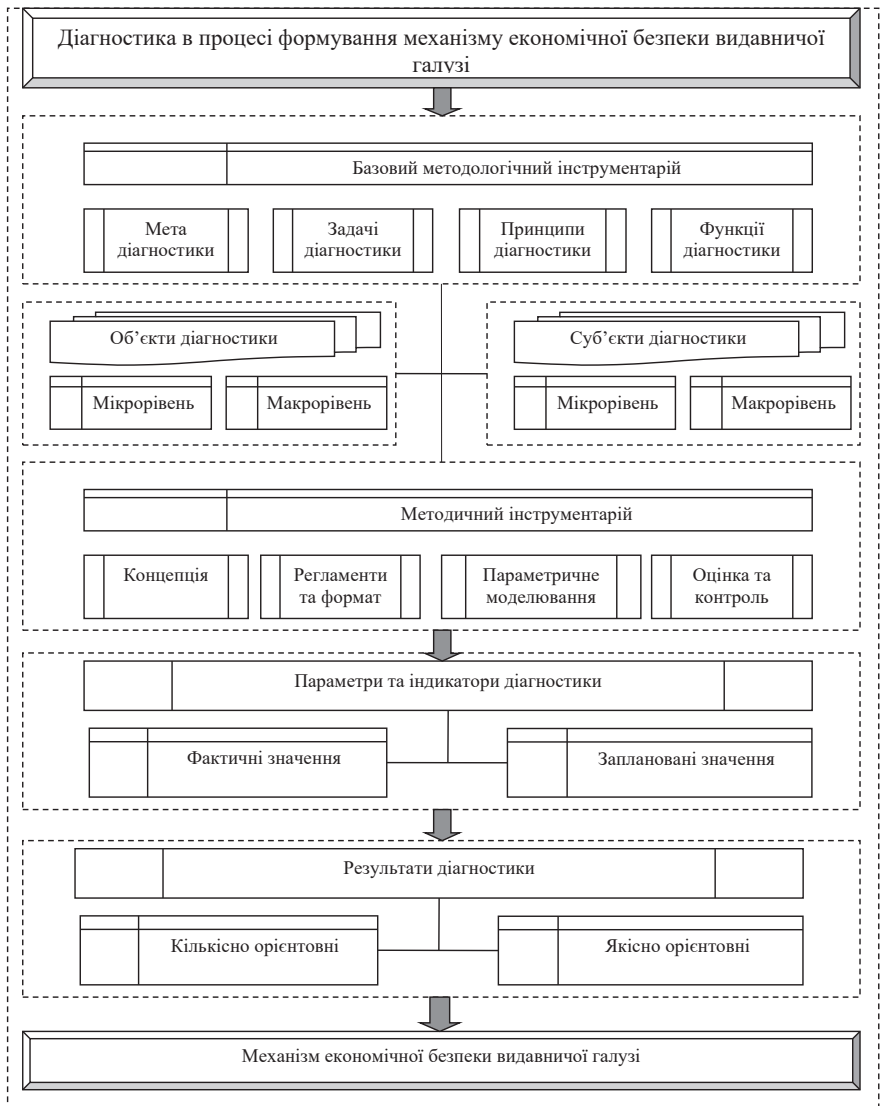 Діагностика в процесі формування механізму економічної безпеки видавничої
галузі
Базовий методологічний інструментарій
Мета
діагностики
Задачі
діагностики
Принципи
діагностики
Функції
діагностики
Об’єкти діагностики
Мікрорівень
Макрорівень
Суб’єкти діагностики
Мікрорівень
Макрорівень
Методичний інструментарій
Концепція
Регламенти
та формат
Параметричне
моделювання
Оцінка та
контроль
Параметри та індикатори діагностики
Фактичні значення
Заплановані значення
Результати діагностики
Кількісно орієнтовні
Якісно орієнтовні
Механізм економічної безпеки видавничої галузі